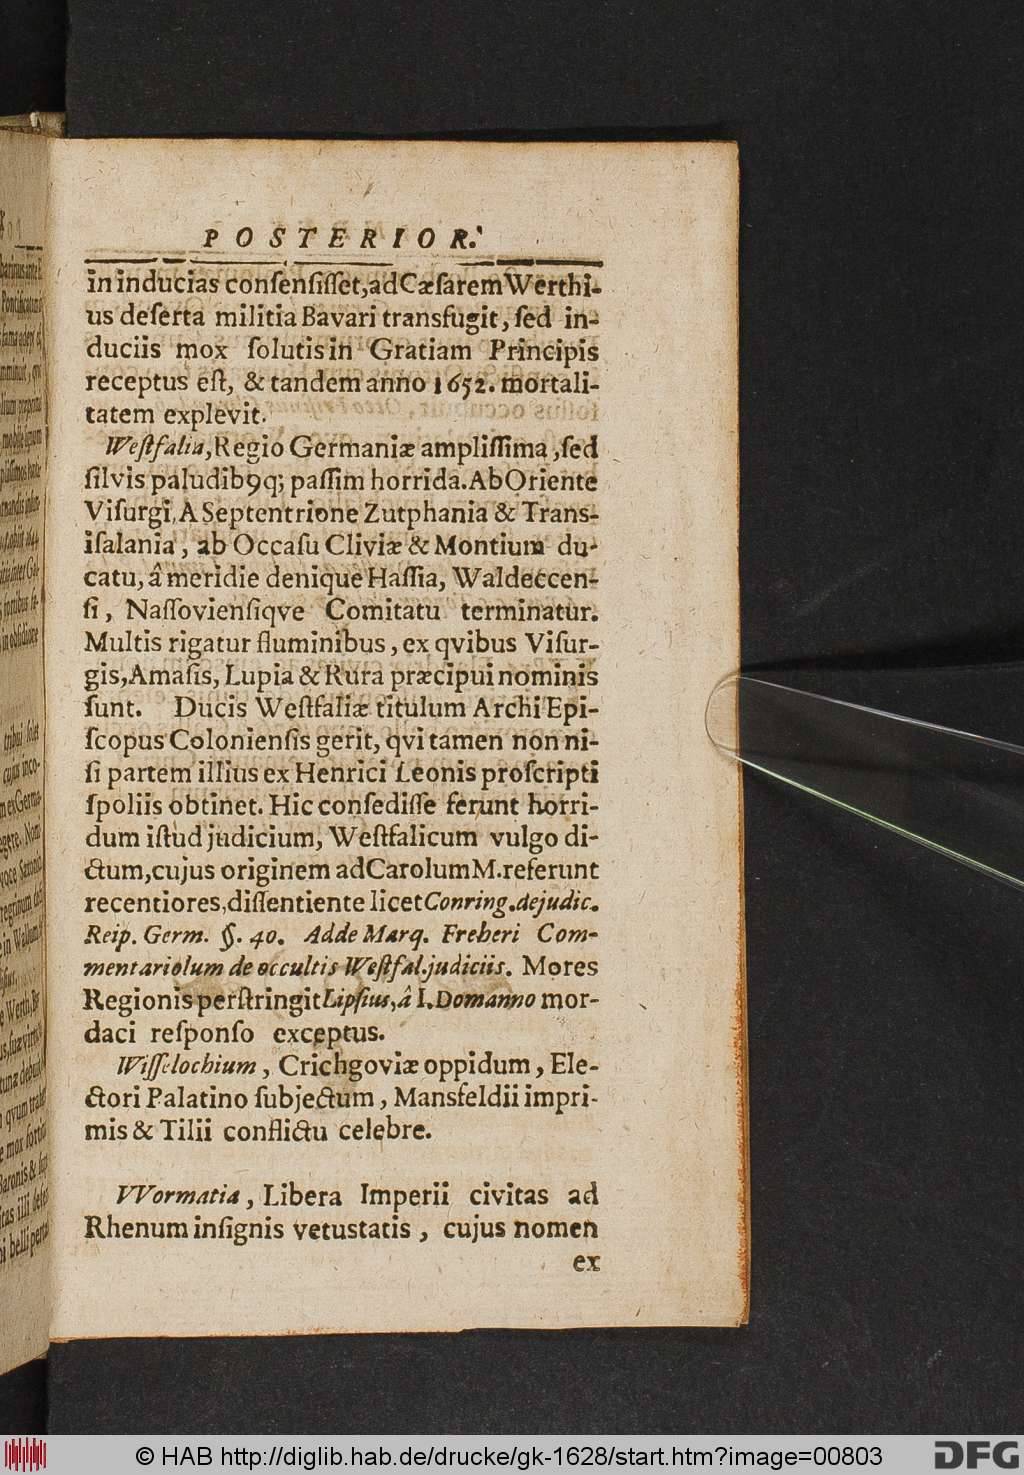 POSTERIOR.
in inducias conſenſiſſet, ad Cæſarem Werthi-
us deſerta militia Bavari transfugit, ſed in-
duciis mox ſolutis in Gratiam Principis
receptus eſt, & tandem anno 1652. mortali-
tatem explevit.
Weſtfalia, Regio Germaniæ ampliſſima, ſed
ſilvis paludibꝰq; paſſim horrida. Ab Oriente
Viſurgi, A Septentrione Zutphania & Trans-
iſalania, ab Occaſu Cliviæ & Montium du-
catu, â meridie denique Haſſia, Waldeccen-
ſi, Naſſovienſiqve Comitatu terminatur.
Multis rigatur fluminibus, ex qvibus Viſur-
gis, Amaſis, Lupia & Rura præcipui nominis
ſunt. Ducis Weſtfaliæ titulum Archi Epi-
ſcopus Colonienſis gerit, qvi tamen non ni-
ſi partem illius ex Henrici Leonis proſcripti
ſpoliis obtinet. Hic conſediſſe ferunt horri-
dum iſtud judicium, Weſtfalicum vulgo di-
ctum, cujus originem ad Carolum M. referunt
recentiores, diſſentiente licet Conring. de judic.
Reip. Germ. §. 40. Adde Marq. Freheri Com-
mentariolum de occultis Weſtfal. judiciis. Mores
Regionis perſtringit Lipſius, â I. Domanno mor-
daci reſponſo exceptus.
Wiſſelochium, Crichgoviæ oppidum, Ele-
ctori Palatino ſubjectum, Mansfeldii impri-
mis & Tilii conflictu celebre.
VVormatia, Libera Imperii civitas ad
Rhenum inſignis vetuſtatis, cujus nomen
ex
© HAB http://diglib.hab.de/drucke/gk-1628/start.htm?image=00803
DFG